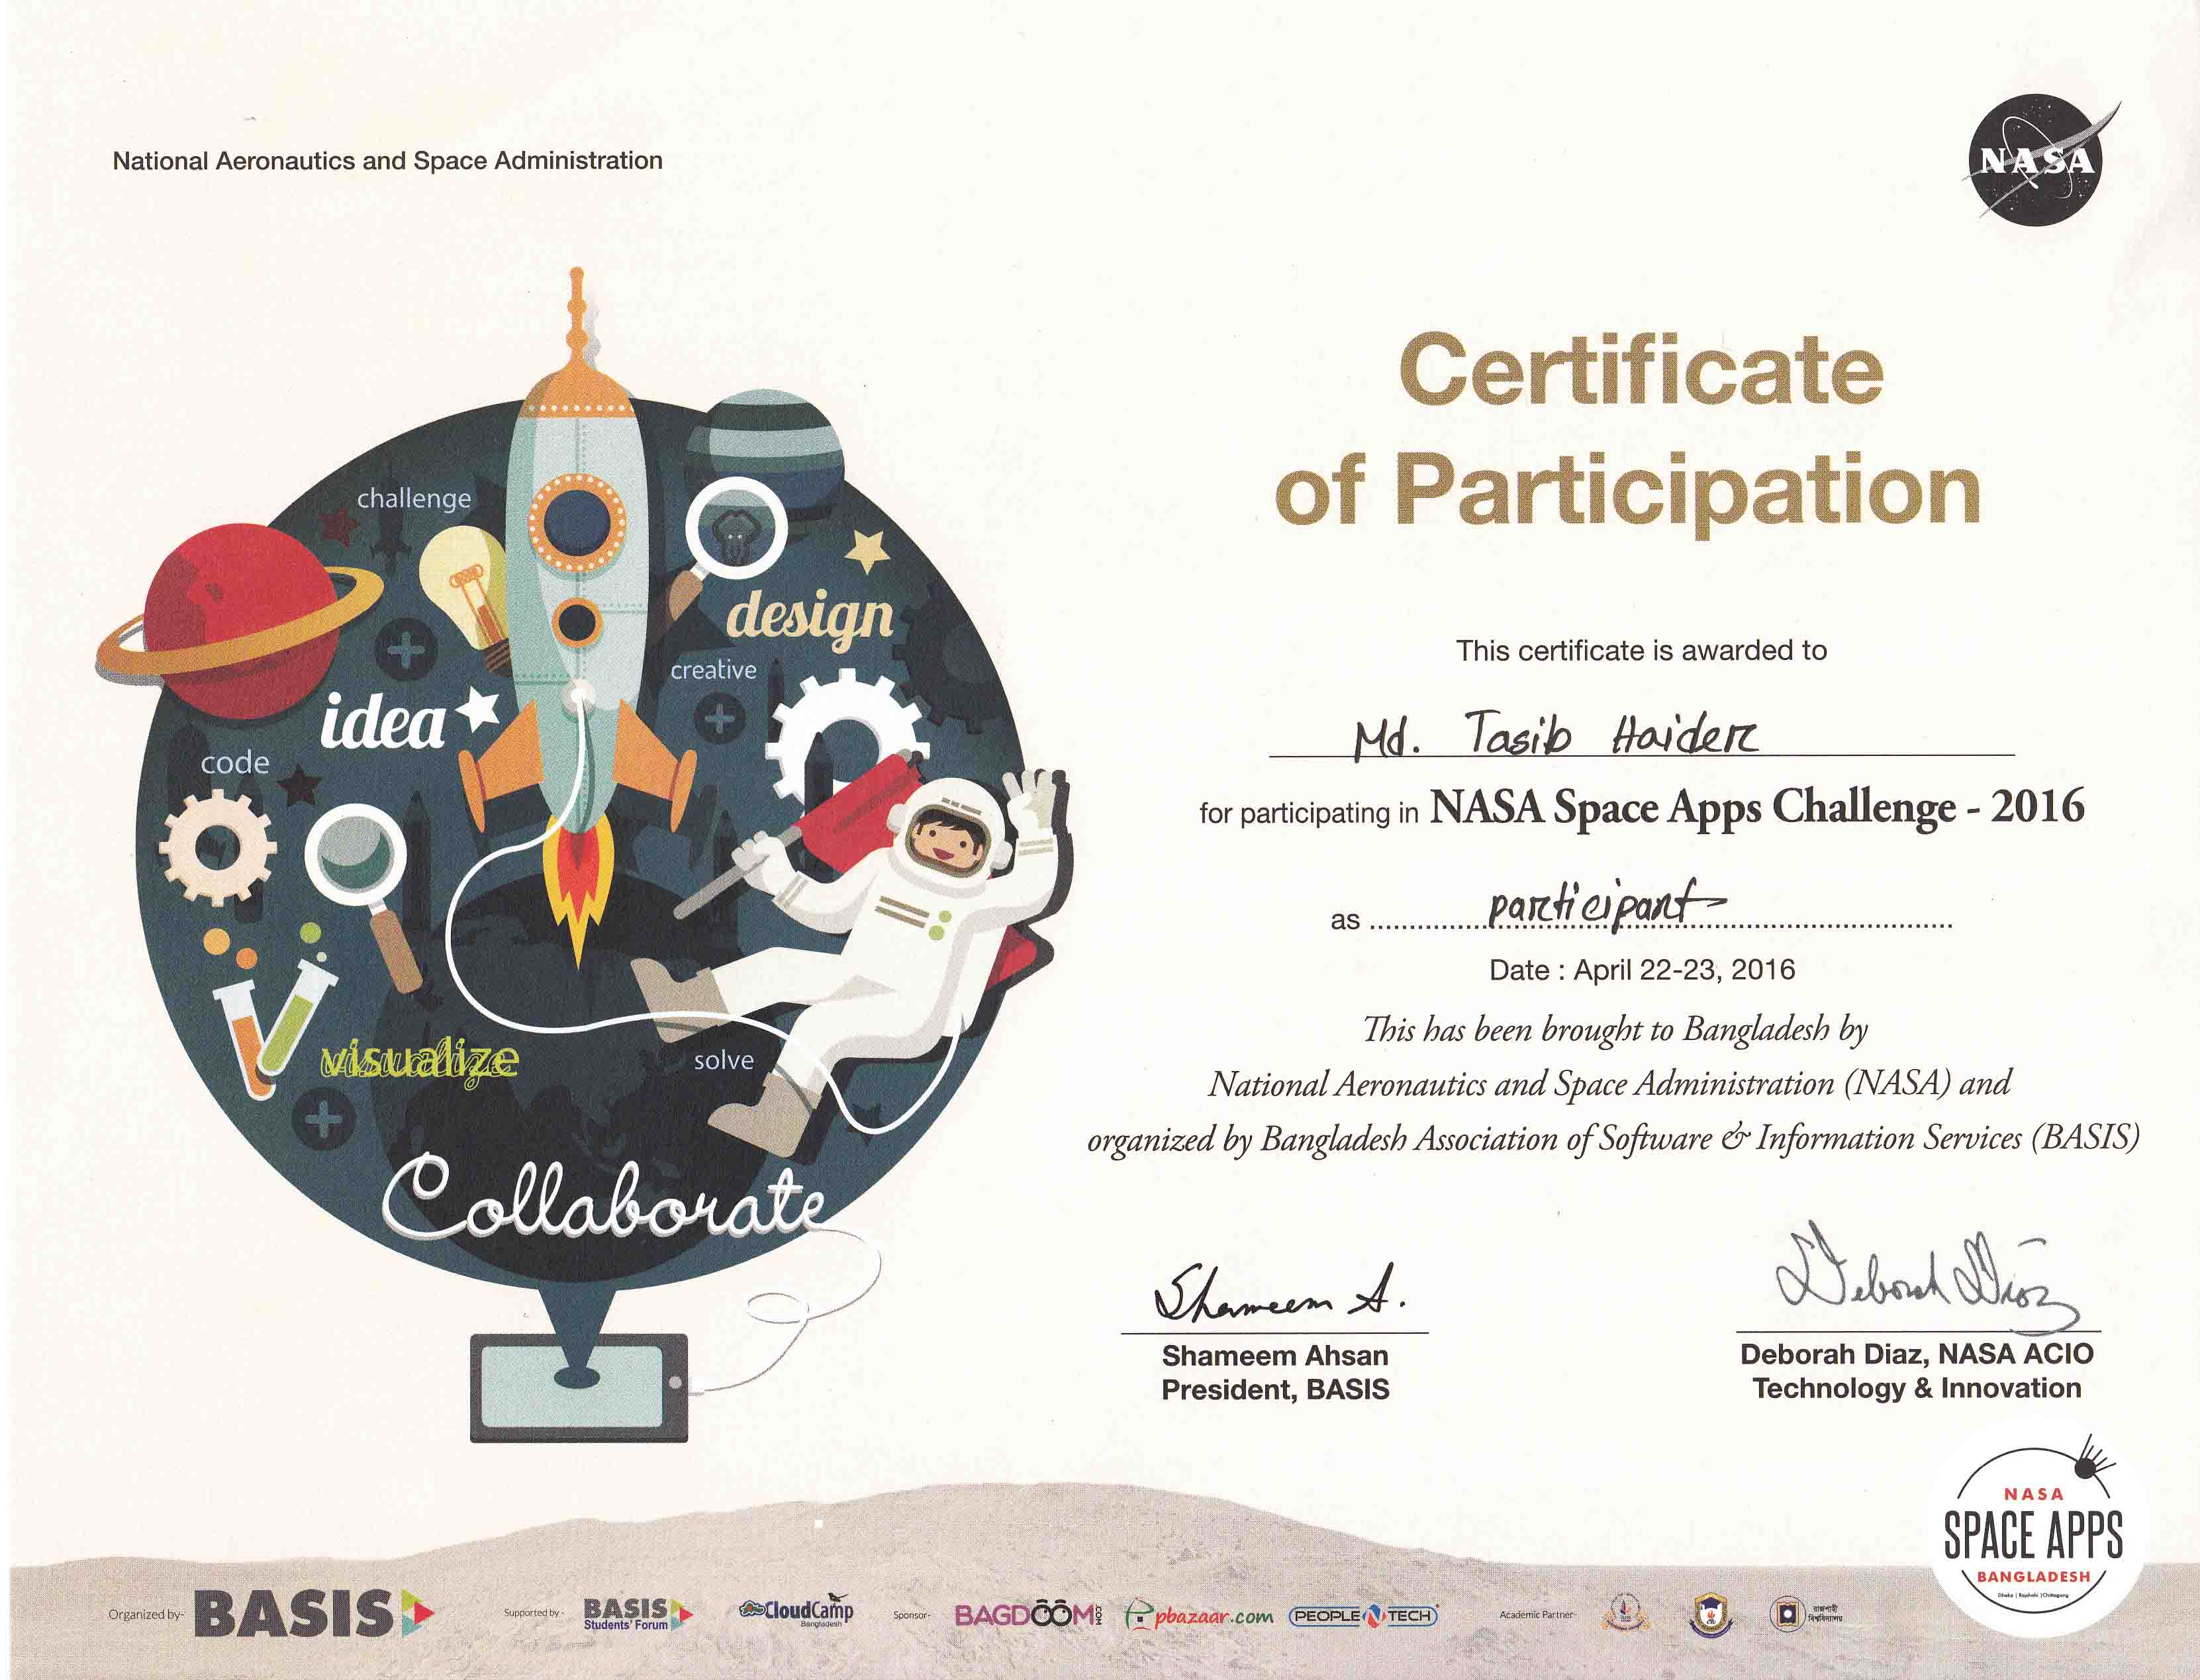 National Aeronautics and Space Administration
NASA
Certificate
of Participation
This certificate is awarded to
Md. Tasib Haider
for participating in NASA Space Apps Challenge - 2016
as participant
Date : April 22-23, 2016
This has been brought to Bangladesh by
National Aeronautics and Space Administration (NASA) and
organized by Bangladesh Association of Software & Information Services (BASIS)
challenge
design
creative
idea
code
visualize
solve
Collaborate
Shameem A.
Shameem Ahsan
President, BASIS
Deborah Diaz
Deborah Diaz, NASA ACIO
Technology & Innovation
NASA
SPACE APPS
BANGLADESH
Dhaka | Rajshahi | Chittagong
Organized by- BASIS
Supported by - BASIS Students' Forum
CloudCamp Bangladesh
Sponsor- BAGDOOM.COM pbazaar.com PEOPLE N TECH
Academic Partner-
রাজশাহী
বিশ্ববিদ্যালয়